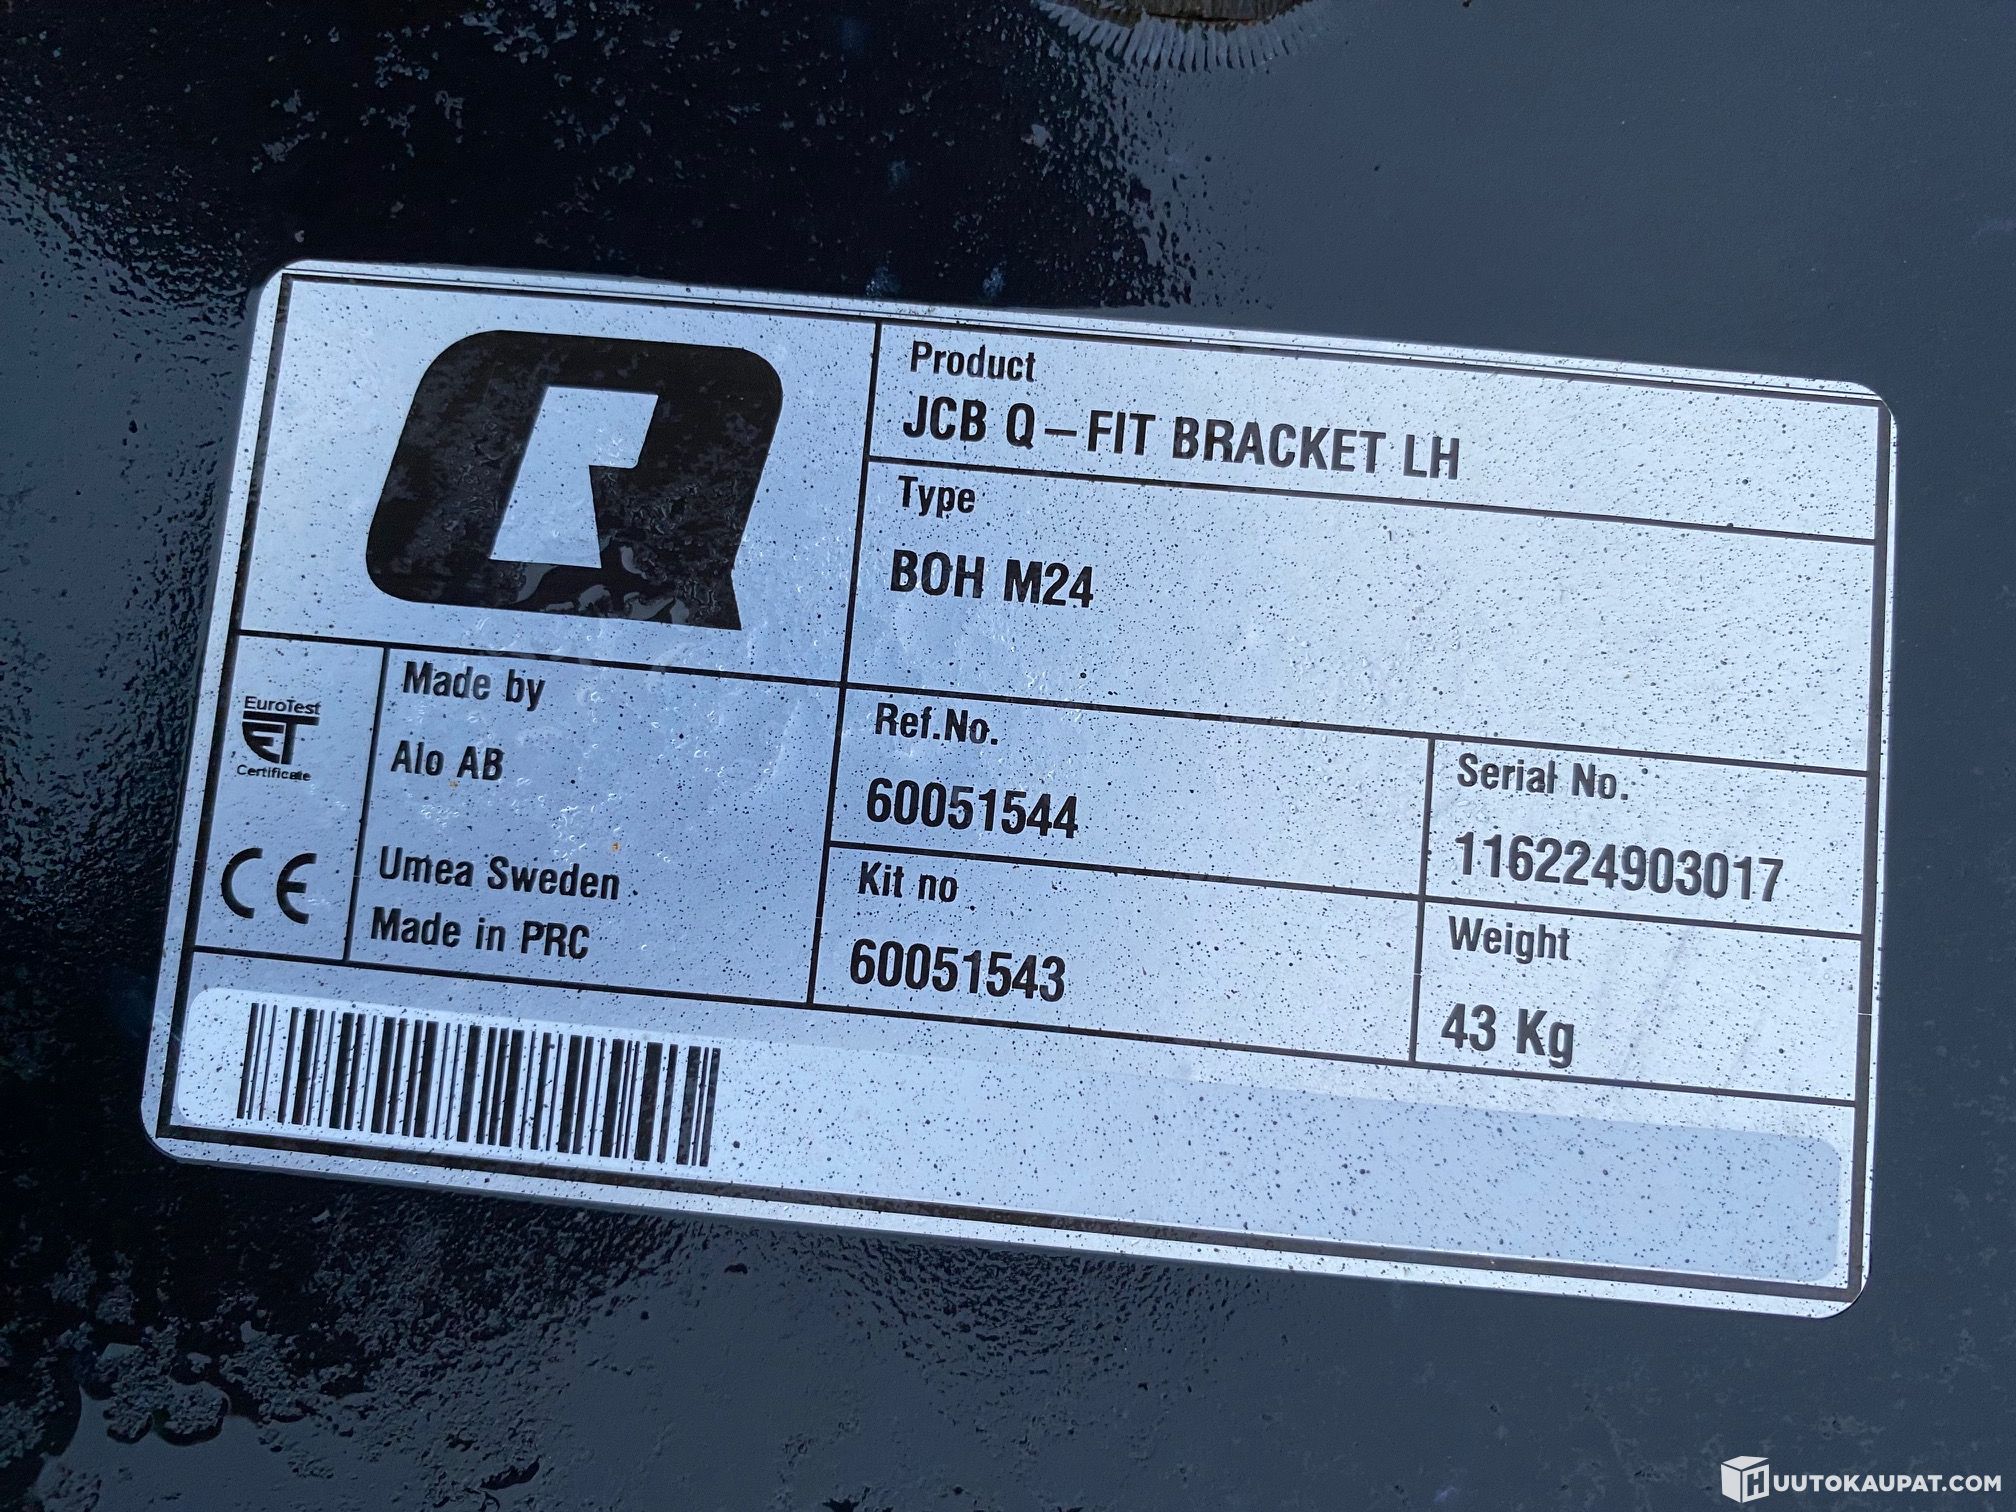 Product
JCB Q-FIT BRACKET LH
Type
BOH M24
EuroTest
ET
Certificate
CE
Made by
Alo AB
Umea Sweden
Made in PRC
Ref.No.
60051544
Serial No.
116224903017
Kit no
60051543
Weight
43 Kg
HUUTOKAUPAT.COM